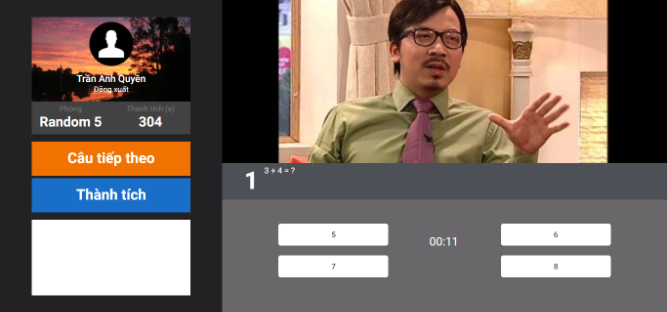 Trần Anh Quyền
Đăng xuất
Phòng
Thành tích (s)
Random 5
304
Câu tiếp theo
Thành tích
1
3 + 4 = ?
5
00:11
6
7
8